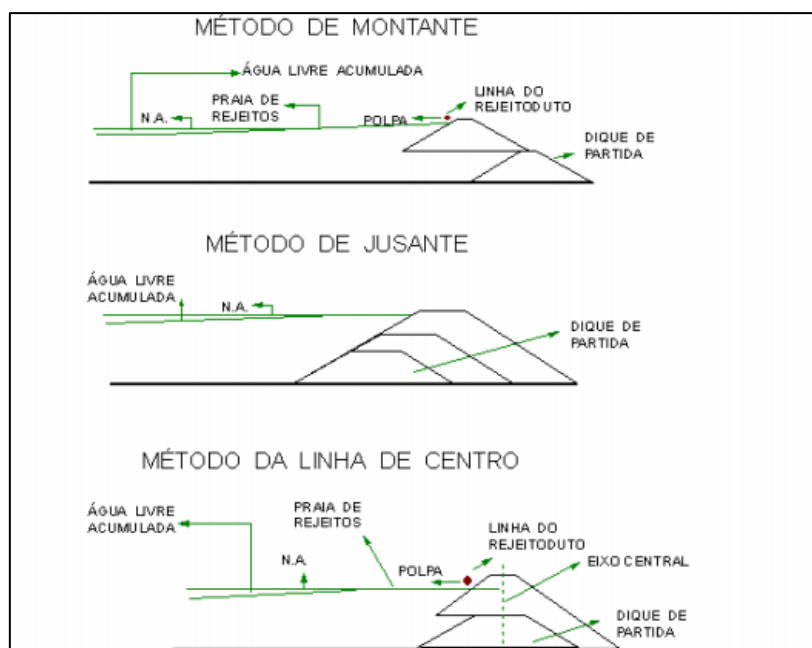 MÉTODO DE MONTANTE
ÁGUA LIVRE ACUMULADA
PRAIA DE
REJEITOS
N.A.
POLPA
LINHA DO
REJEITODUTO
DIQUE DE
PARTIDA
MÉTODO DE JUSANTE
ÁGUA LIVRE
ACUMULADA
N.A.
DIQUE DE
PARTIDA
MÉTODO DA LINHA DE CENTRO
ÁGUA LIVRE
ACUMULADA
PRAIA DE
REJEITOS
N.A.
POLPA
LINHA DO
REJEITODUTO
EIXO CENTRAL
DIQUE DE
PARTIDA